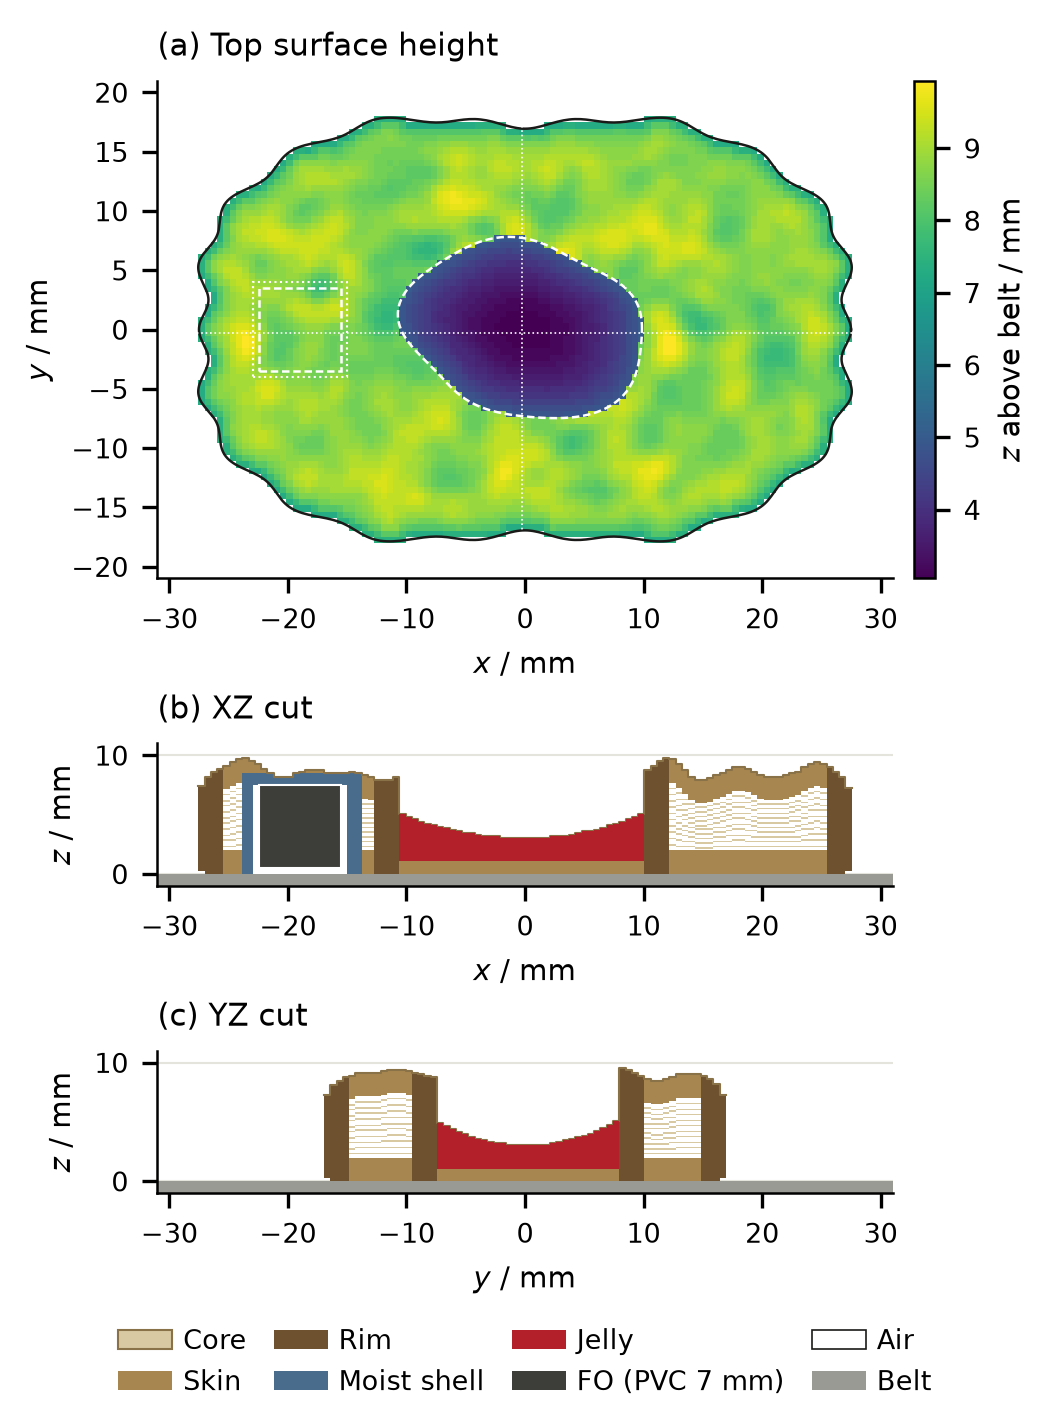 (a) Top surface height
20
15
10
5
0
−5
−10
−15
−20
y / mm
−30 −20 −10 0 10 20 30
x / mm
9
8
7
6
5
4
z above belt / mm
(b) XZ cut
10
0
z / mm
−30 −20 −10 0 10 20 30
x / mm
(c) YZ cut
10
0
z / mm
−30 −20 −10 0 10 20 30
y / mm
Core Rim Jelly Air
Skin Moist shell FO (PVC 7 mm) Belt